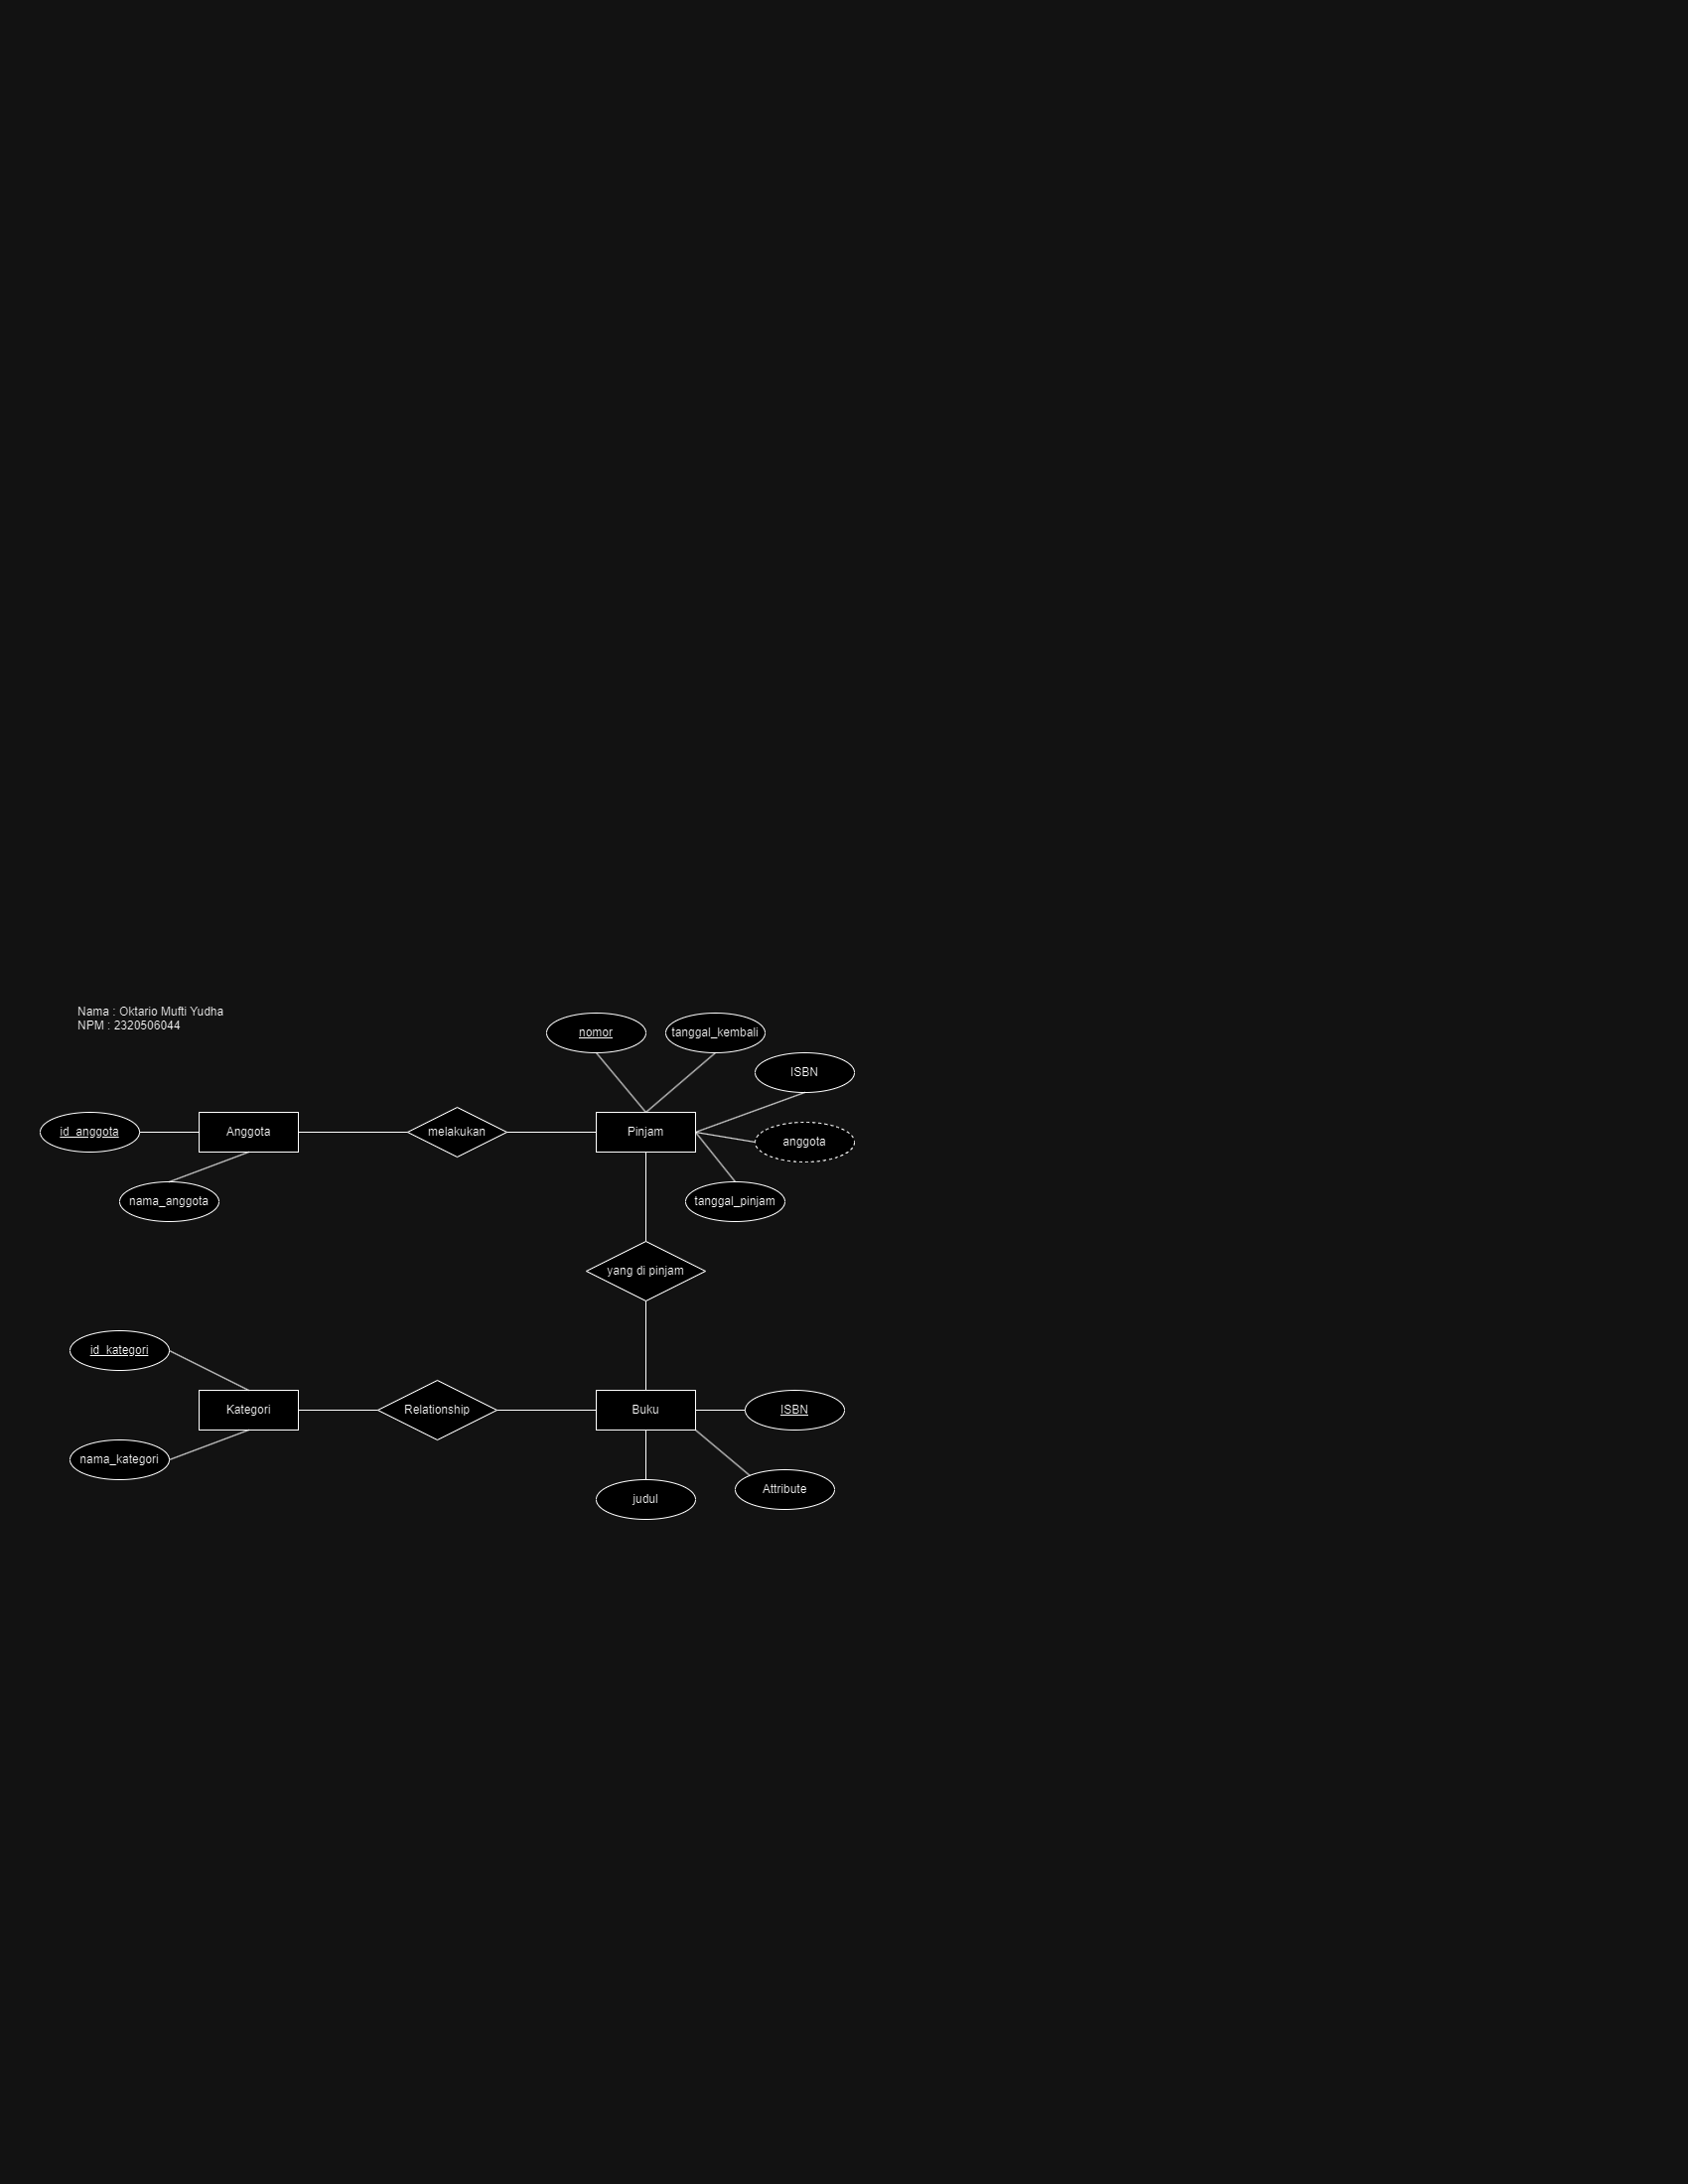 Nama : Oktario Mufti Yudha
NPM : 2320506044
nomor
tanggal_kembali
ISBN
id_anggota
Anggota
melakukan
Pinjam
anggota
nama_anggota
tanggal_pinjam
yang di pinjam
id_kategori
Kategori
Relationship
Buku
ISBN
nama_kategori
Attribute
judul